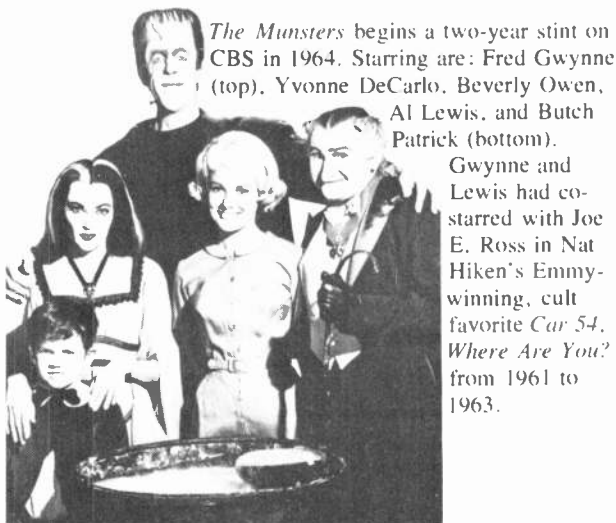 The Munsters begins a two-year stint on
CBS in 1964. Starring are: Fred Gwynne
(top), Yvonne DeCarlo, Beverly Owen,
Al Lewis, and Butch
Patrick (bottom).
Gwynne and
Lewis had co-
starred with Joe
E. Ross in Nat
Hiken's Emmy-
winning, cult
favorite Car 54,
Where Are You?
from 1961 to
1963.